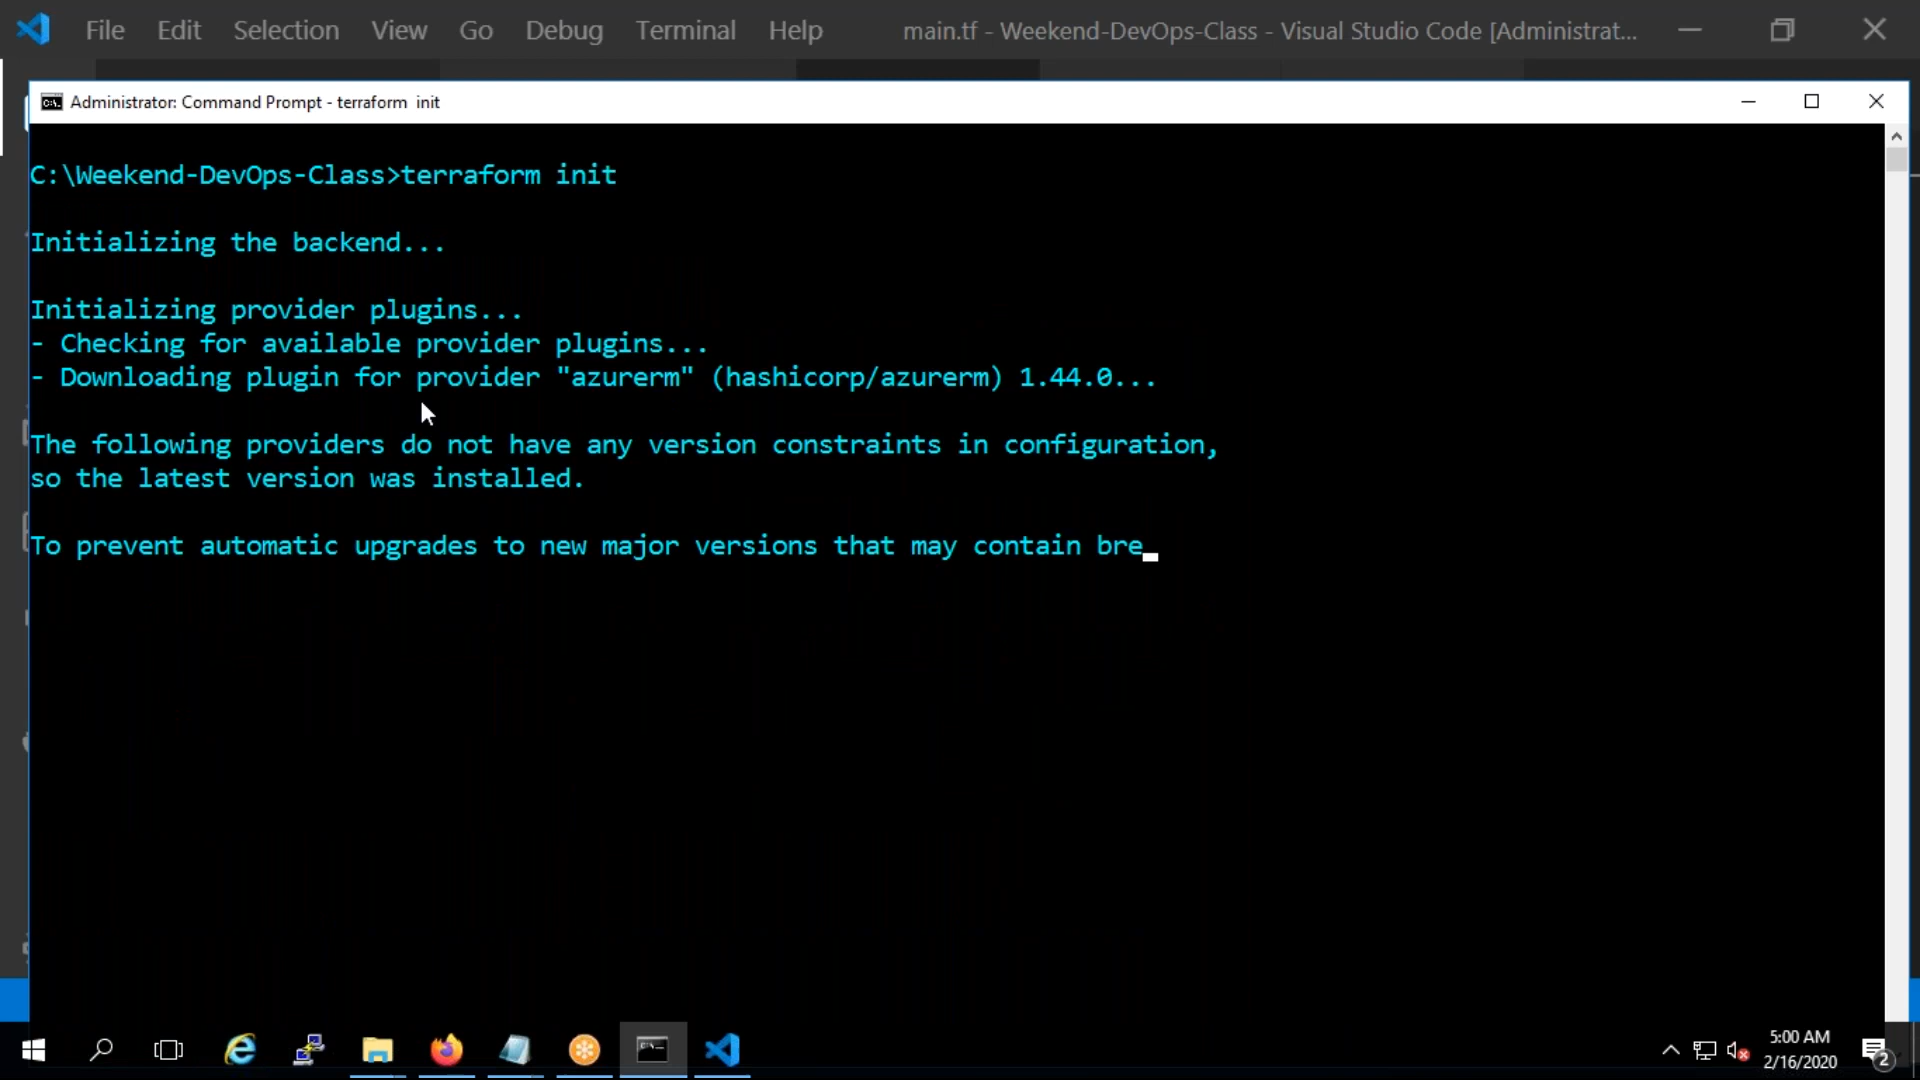 File Edit Selection View Go Debug Terminal Help main.tf - Weekend-DevOps-Class - Visual Studio Code [Administrat...
Administrator: Command Prompt - terraform  init
C:\Weekend-DevOps-Class>terraform init
Initializing the backend...
Initializing provider plugins...
- Checking for available provider plugins...
- Downloading plugin for provider "azurerm" (hashicorp/azurerm) 1.44.0...
The following providers do not have any version constraints in configuration,
so the latest version was installed.
To prevent automatic upgrades to new major versions that may contain bre
5:00 AM
2/16/2020
2